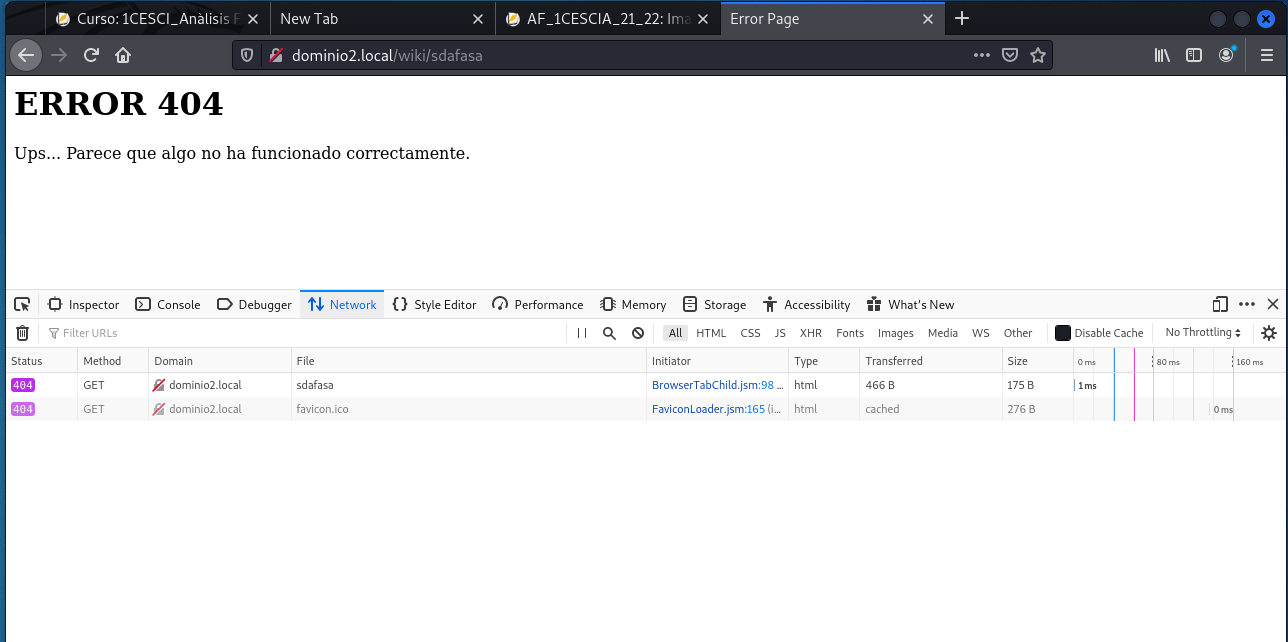 Curso: 1CESCI_Anàlisis F
New Tab
AF_1CESCIA_21_22: Ima
Error Page
dominio2.local/wiki/sdafasa
ERROR 404
Ups... Parece que algo no ha funcionado correctamente.
Inspector Console Debugger Network Style Editor Performance Memory Storage Accessibility What's New
Filter URLs All HTML CSS JS XHR Fonts Images Media WS Other Disable Cache No Throttling
Status Method Domain File Initiator Type Transferred Size 0 ms 80 ms 160 ms
404 GET dominio2.local sdafasa BrowserTabChild.jsm:98 ... html 466 B 175 B 1 ms
404 GET dominio2.local favicon.ico FaviconLoader.jsm:165 (i... html cached 276 B 0 ms